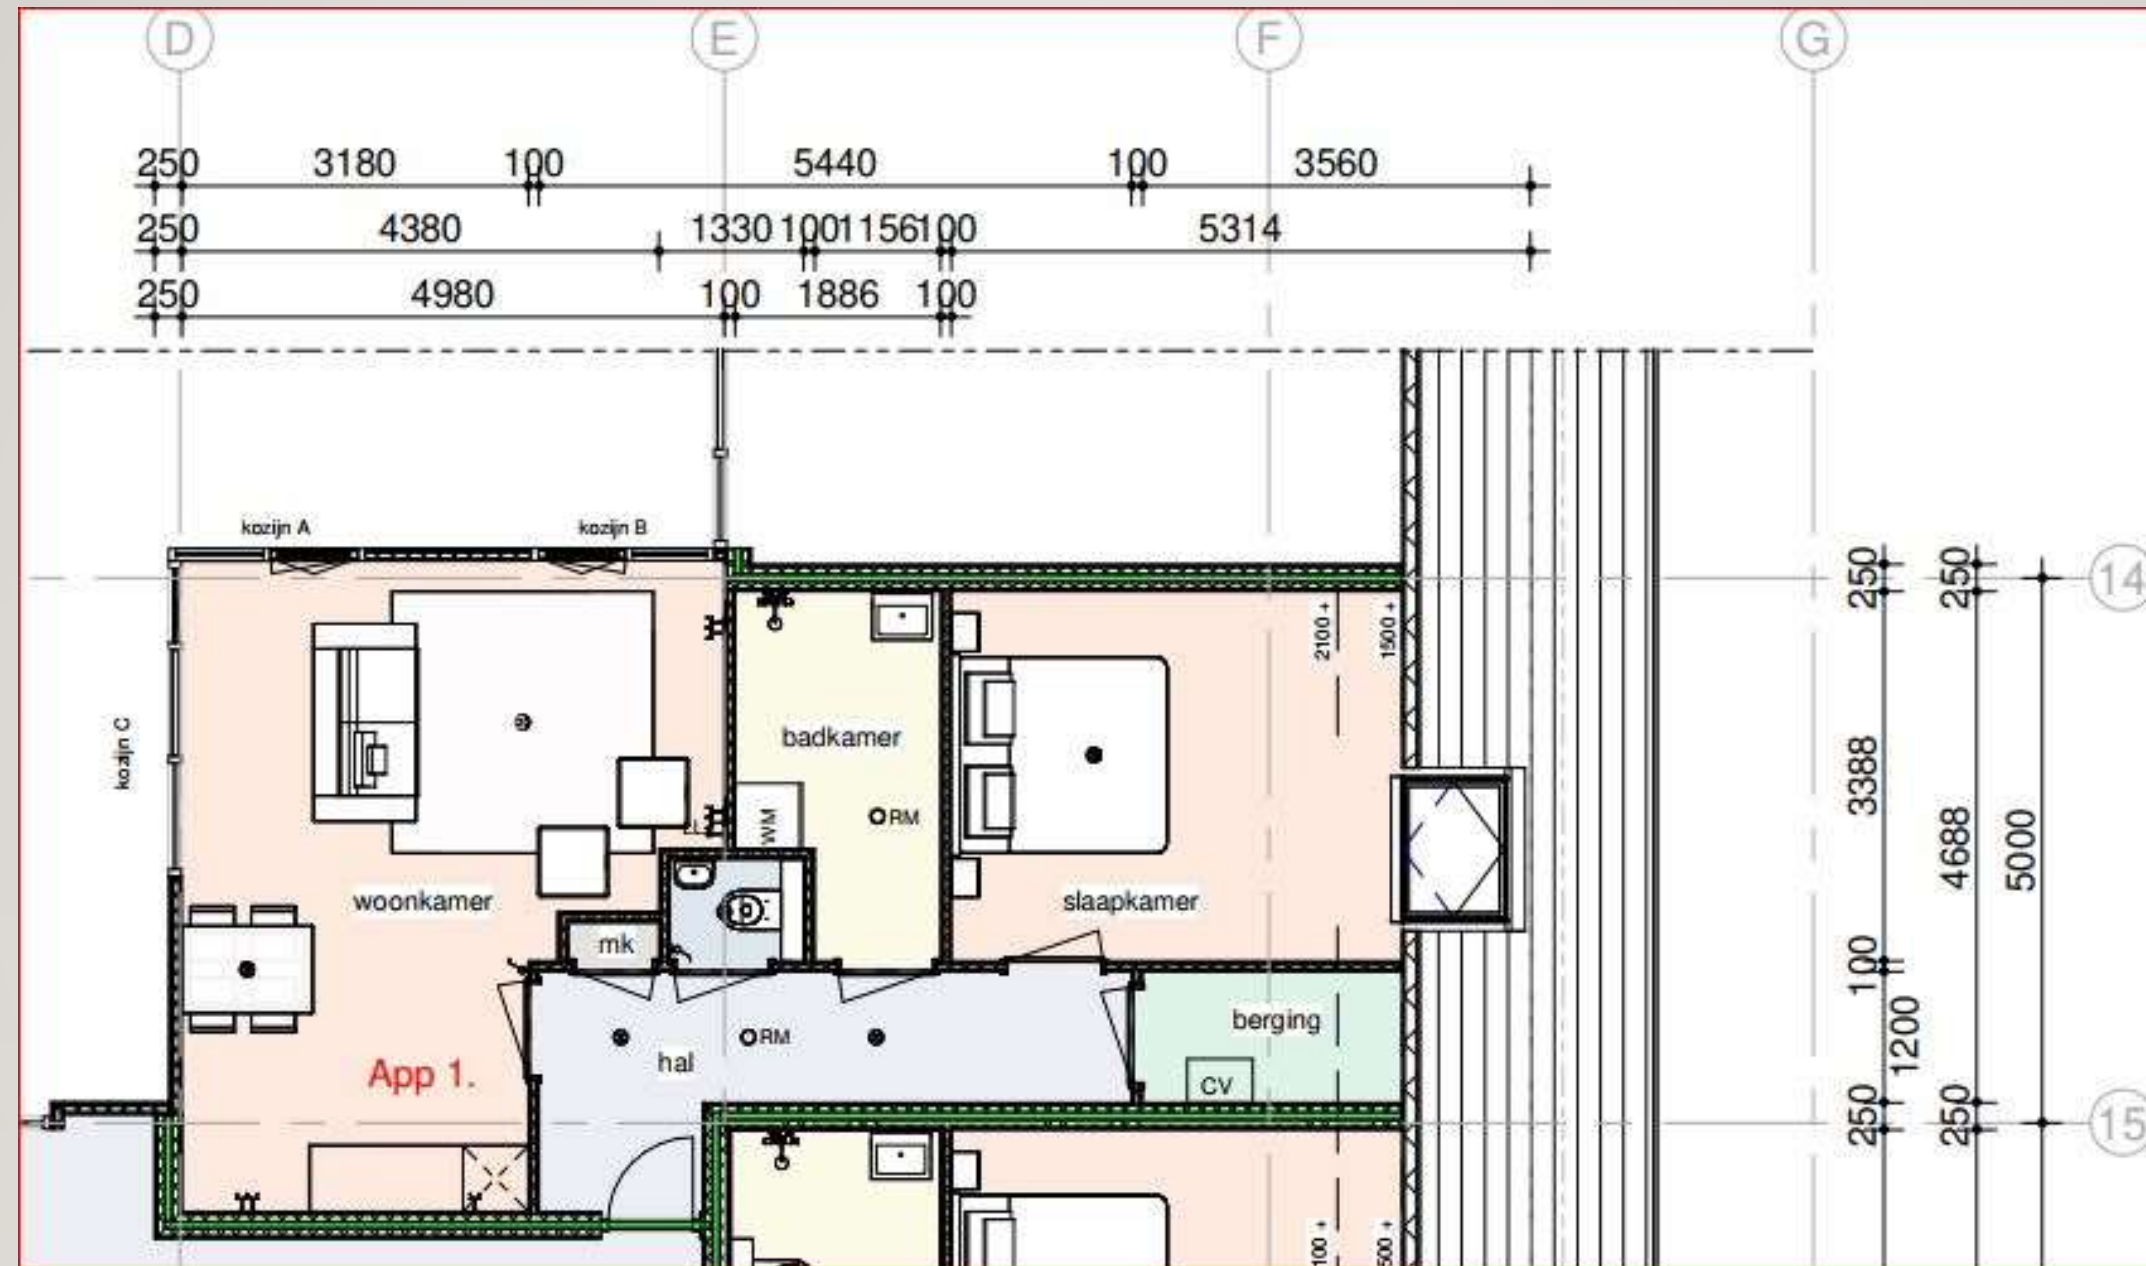 D E F G
250 3180 100 5440 100 3560
250 4380 1330 100 1156 100 5314
250 4980 100 1886 100
kozijn A kozijn B
14
250 250
2100 + 1500 +
kozijn C
badkamer
3388
WM
RM
4688
5000
woonkamer
slaapkamer
mk
100
berging
1200
RM
hal
App 1.
CV
250 250
15
100 + 500 +